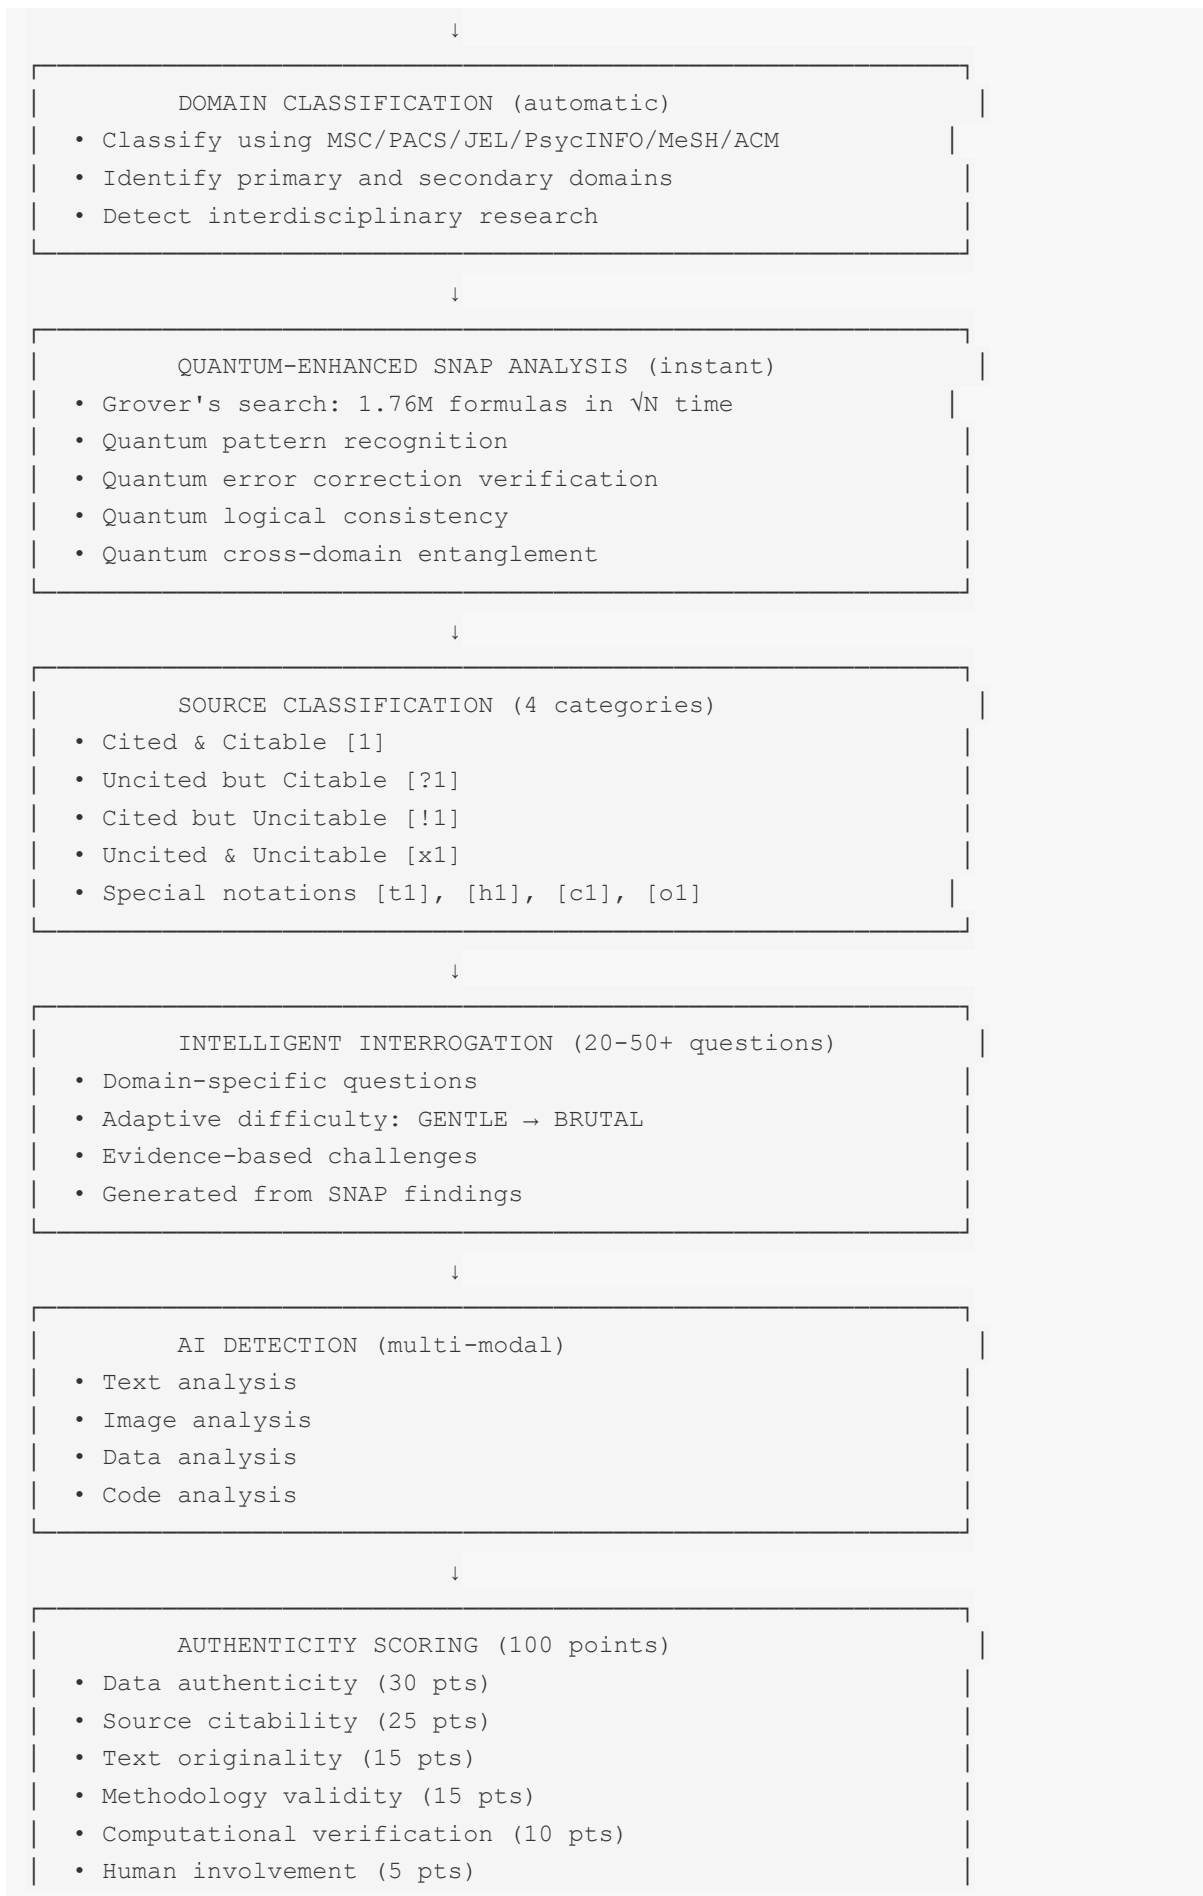 ↓
DOMAIN CLASSIFICATION (automatic)
• Classify using MSC/PACS/JEL/PsycINFO/MeSH/ACM
• Identify primary and secondary domains
• Detect interdisciplinary research
↓
QUANTUM-ENHANCED SNAP ANALYSIS (instant)
• Grover's search: 1.76M formulas in √N time
• Quantum pattern recognition
• Quantum error correction verification
• Quantum logical consistency
• Quantum cross-domain entanglement
↓
SOURCE CLASSIFICATION (4 categories)
• Cited & Citable [1]
• Uncited but Citable [?1]
• Cited but Uncitable [!1]
• Uncited & Uncitable [x1]
• Special notations [t1], [h1], [c1], [o1]
↓
INTELLIGENT INTERROGATION (20-50+ questions)
• Domain-specific questions
• Adaptive difficulty: GENTLE → BRUTAL
• Evidence-based challenges
• Generated from SNAP findings
↓
AI DETECTION (multi-modal)
• Text analysis
• Image analysis
• Data analysis
• Code analysis
↓
AUTHENTICITY SCORING (100 points)
• Data authenticity (30 pts)
• Source citability (25 pts)
• Text originality (15 pts)
• Methodology validity (15 pts)
• Computational verification (10 pts)
• Human involvement (5 pts)